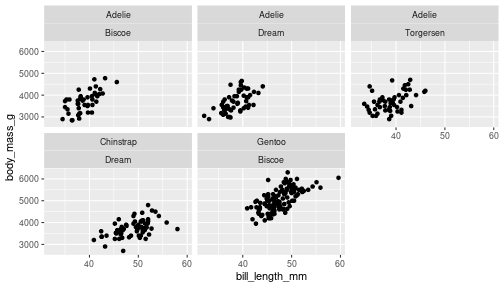 Adelie Adelie Adelie
Biscoe Dream Torgersen
6000
5000
4000
3000
40 50 60
Chinstrap Gentoo
Dream Biscoe
6000
5000
4000
3000
40 50 60 40 50 60
body_mass_g
bill_length_mm